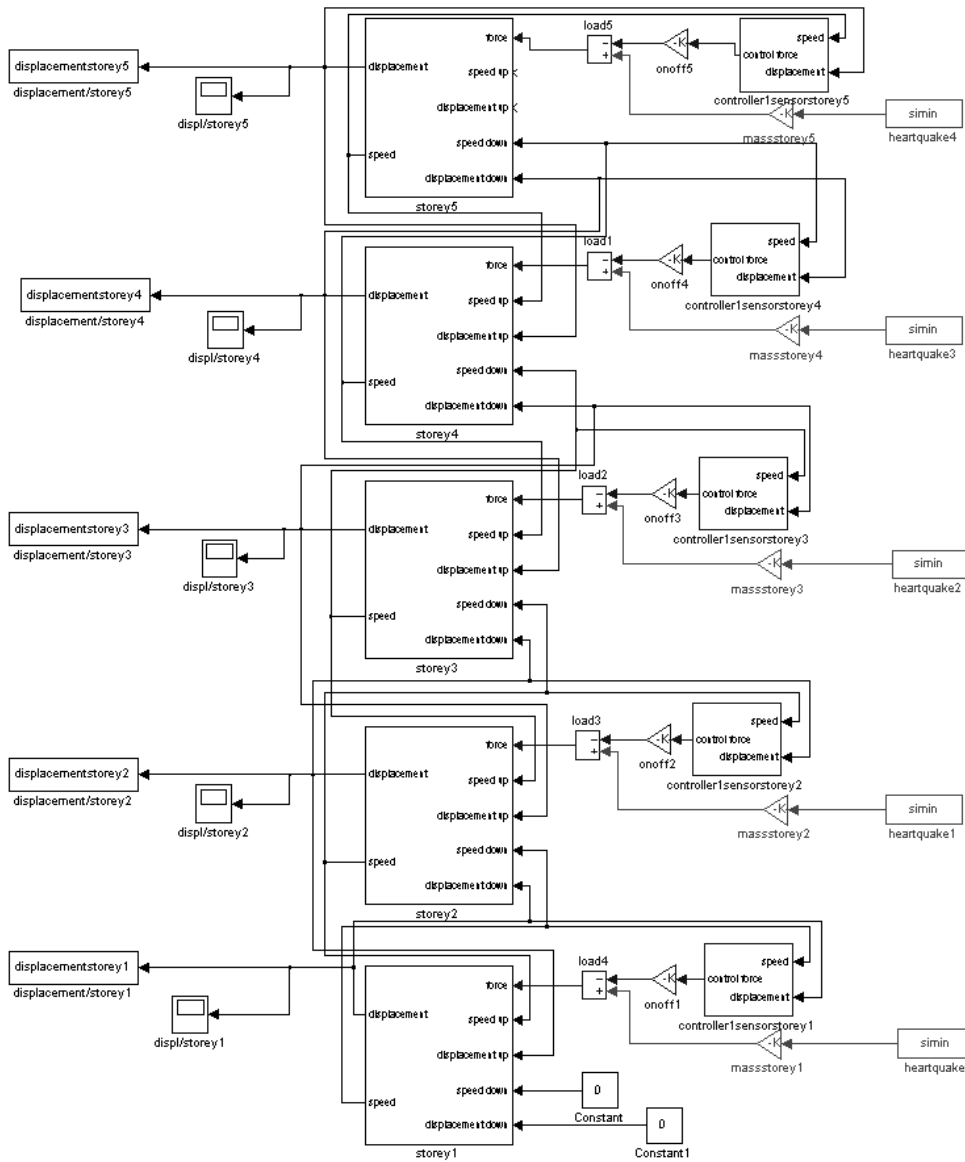 load5
force
-K
speed
displacementstorey5
displacement
speed up
onoff5
control force
displacement
displacement/storey5
controller1sensorstorey5
displ/storey5
displacement up
-K
simin
massstorey5
heartquake4
speed
speed down
displacement down
storey5
load1
force
-K
speed
control force
displacementstorey4
displacement
speed up
onoff4
displacement
displacement/storey4
controller1sensorstorey4
displ/storey4
displacement up
-K
simin
massstorey4
heartquake3
speed
speed down
displacement down
storey4
load2
force
-K
speed
control force
displacementstorey3
displacement
speed up
onoff3
displacement
displacement/storey3
controller1sensorstorey3
displ/storey3
displacement up
-K
simin
massstorey3
heartquake2
speed
speed down
displacement down
storey3
load3
force
-K
speed
control force
displacementstorey2
displacement
speed up
onoff2
displacement
displacement/storey2
controller1sensorstorey2
displ/storey2
displacement up
-K
simin
massstorey2
heartquake1
speed
speed down
displacement down
storey2
load4
force
-K
speed
control force
displacementstorey1
displacement
speed up
onoff1
displacement
displacement/storey1
controller1sensorstorey1
displ/storey1
displacement up
-K
simin
massstorey1
heartquake
speed
speed down
0
Constant
displacement down
0
Constant1
storey1